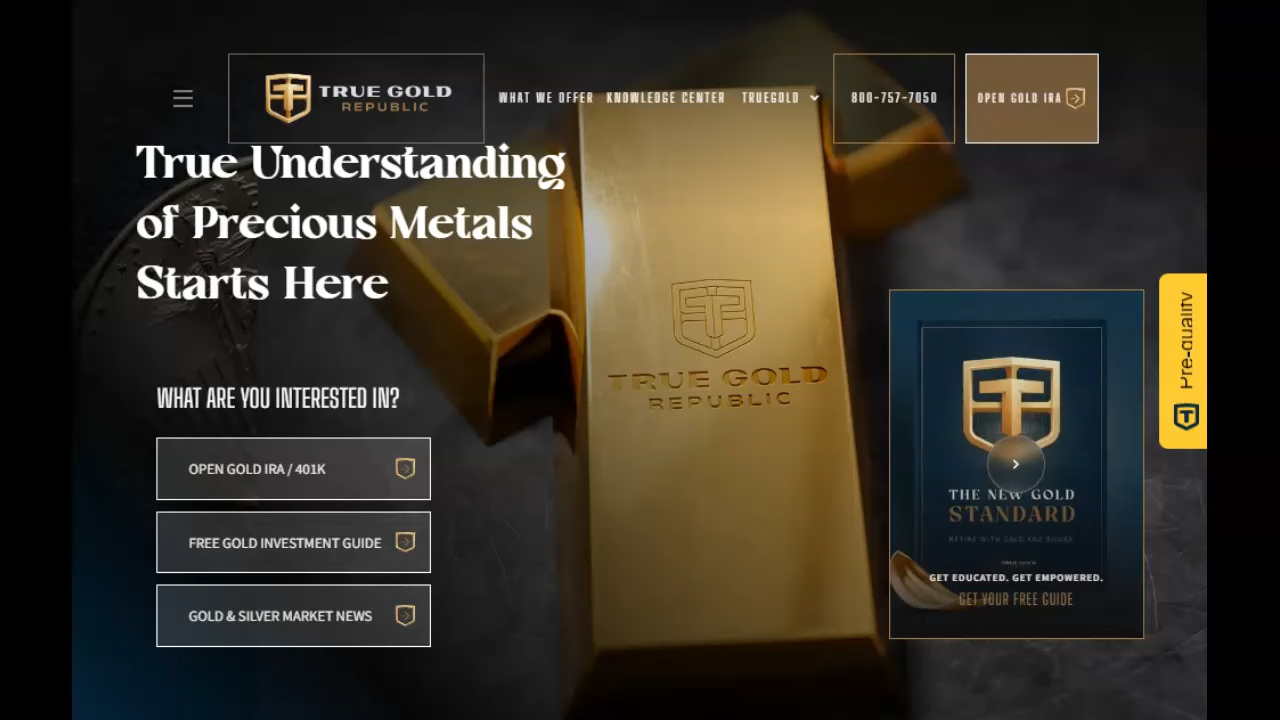 TRUE GOLD
REPUBLIC
WHAT WE OFFER
KNOWLEDGE CENTER
TRUEGOLD
800-757-7050
OPEN GOLD IRA
True Understanding
of Precious Metals
Starts Here
WHAT ARE YOU INTERESTED IN?
OPEN GOLD IRA / 401K
FREE GOLD INVESTMENT GUIDE
GOLD & SILVER MARKET NEWS
TRUE GOLD
REPUBLIC
THE NEW GOLD
STANDARD
RETIRE WITH GOLD AND SILVER
GET EDUCATED. GET EMPOWERED.
GET YOUR FREE GUIDE
Pre-qualify